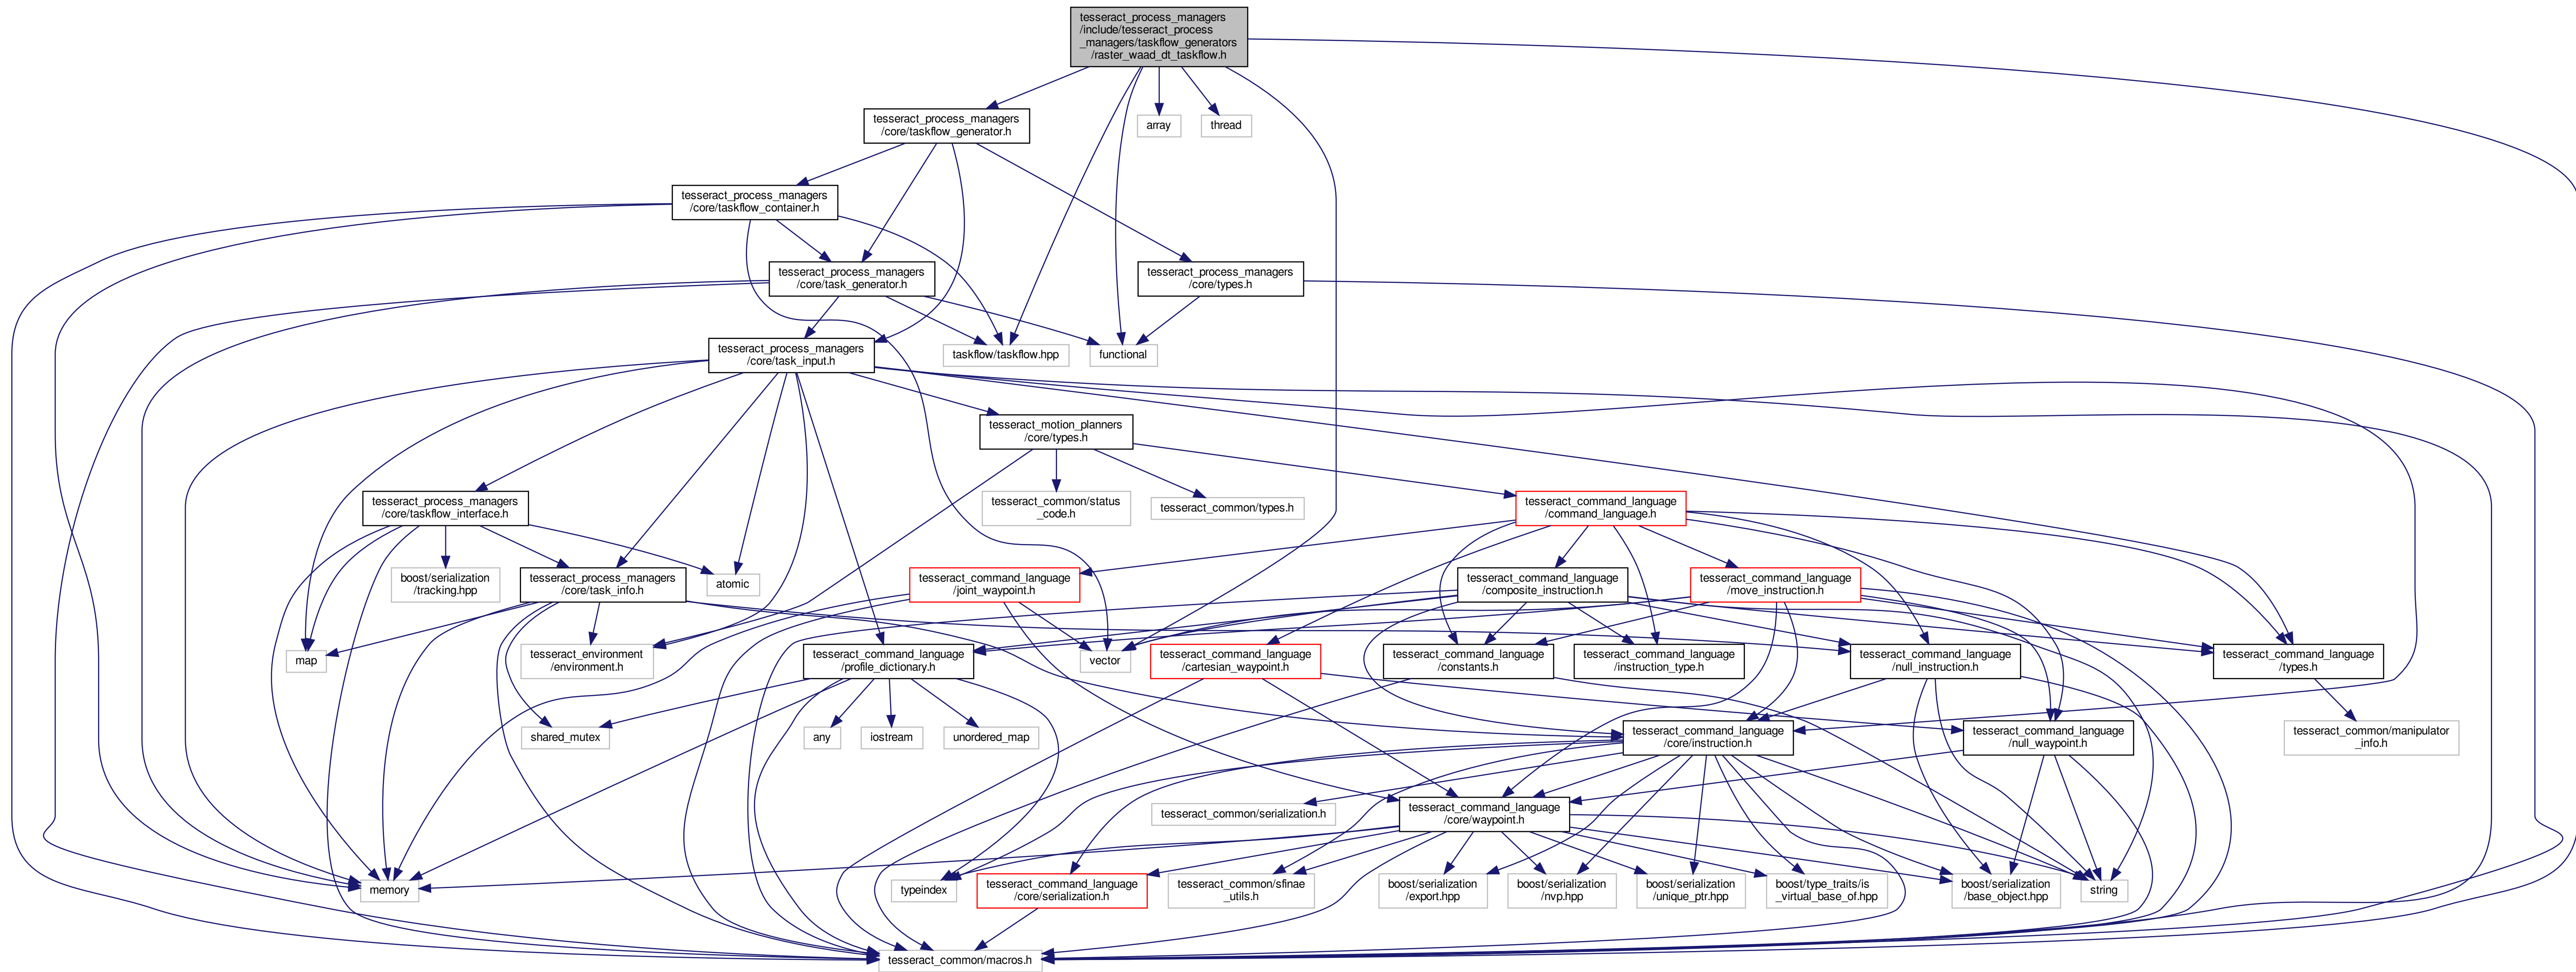 tesseract_process_managers
/include/tesseract_process
_managers/taskflow_generators
/raster_waad_dt_taskflow.h
tesseract_process_managers
/core/taskflow_generator.h
array
thread
tesseract_process_managers
/core/taskflow_container.h
tesseract_process_managers
/core/task_generator.h
tesseract_process_managers
/core/types.h
tesseract_process_managers
/core/task_input.h
taskflow/taskflow.hpp
functional
tesseract_motion_planners
/core/types.h
tesseract_process_managers
/core/taskflow_interface.h
tesseract_common/status
_code.h
tesseract_common/types.h
tesseract_command_language
/command_language.h
boost/serialization
/tracking.hpp
tesseract_process_managers
/core/task_info.h
atomic
tesseract_command_language
/joint_waypoint.h
tesseract_command_language
/composite_instruction.h
tesseract_command_language
/move_instruction.h
map
tesseract_environment
/environment.h
tesseract_command_language
/profile_dictionary.h
vector
tesseract_command_language
/cartesian_waypoint.h
tesseract_command_language
/constants.h
tesseract_command_language
/instruction_type.h
tesseract_command_language
/null_instruction.h
tesseract_command_language
/types.h
shared_mutex
any
iostream
unordered_map
tesseract_command_language
/core/instruction.h
tesseract_command_language
/null_waypoint.h
tesseract_common/manipulator
_info.h
tesseract_common/serialization.h
tesseract_command_language
/core/waypoint.h
memory
typeindex
tesseract_command_language
/core/serialization.h
tesseract_common/sfinae
_utils.h
boost/serialization
/export.hpp
boost/serialization
/nvp.hpp
boost/serialization
/unique_ptr.hpp
boost/type_traits/is
_virtual_base_of.hpp
boost/serialization
/base_object.hpp
string
tesseract_common/macros.h